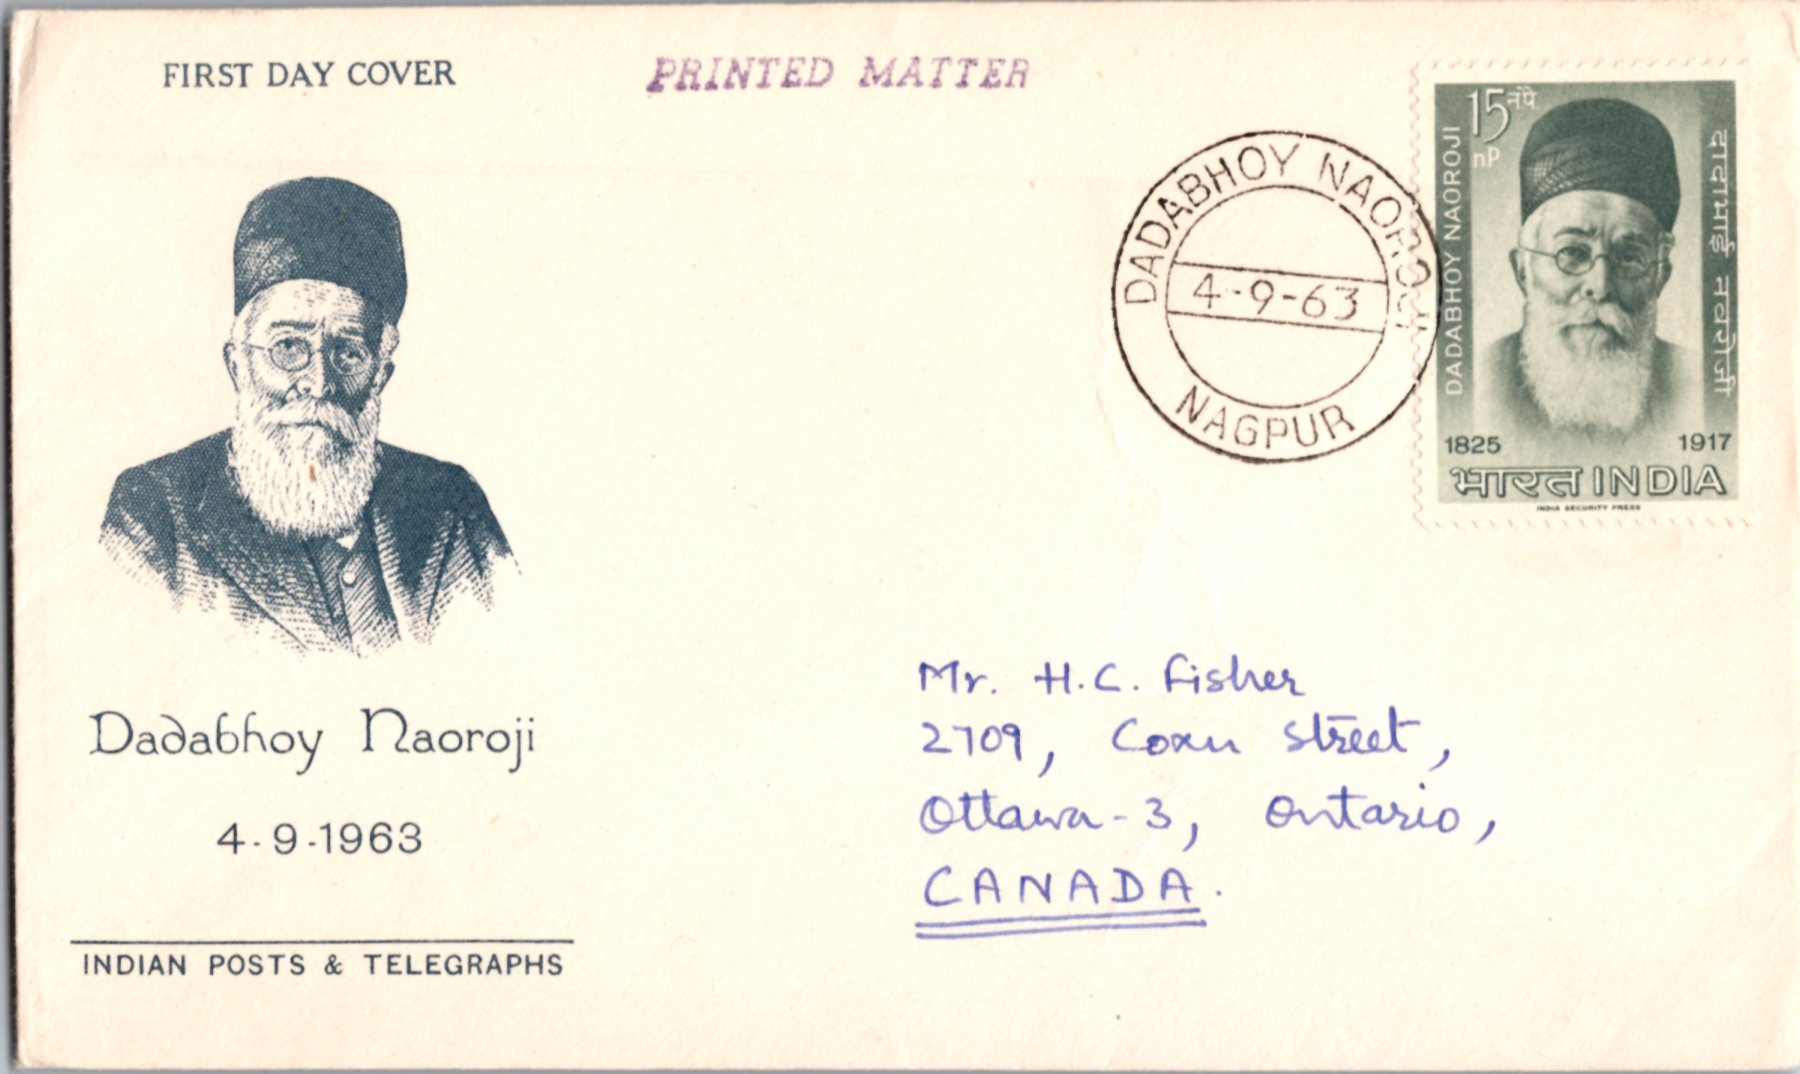 FIRST DAY COVER
PRINTED MATTER
DADABHOY NAOROJI
4-9-63
NAGPUR
15 न.पै.
nP
DADABHOY NAOROJI
दादाभाई नवरोजी
1825 1917
भारत INDIA
INDIA SECURITY PRESS
Dadabhoy Naoroji
4-9-1963
INDIAN POSTS & TELEGRAPHS
Mr. H.C. Fisher
2709, Street,
Ottawa-3, Ontario,
CANADA.